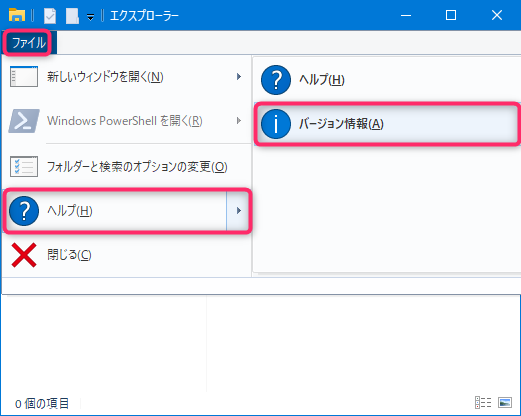 エクスプローラー
ファイル
新しいウィンドウを開く(N)
Windows PowerShell を開く(R)
フォルダーと検索のオプションの変更(O)
ヘルプ(H)
閉じる(C)
ヘルプ(H)
バージョン情報(A)
0 個の項目